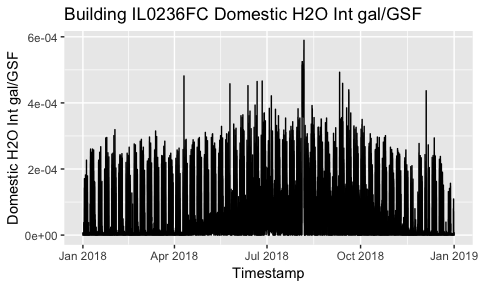 Building IL0236FC Domestic H2O Int gal/GSF
Domestic H2O Int gal/GSF
6e-04
4e-04
2e-04
0e+00
Jan 2018
Apr 2018
Jul 2018
Oct 2018
Jan 2019
Timestamp